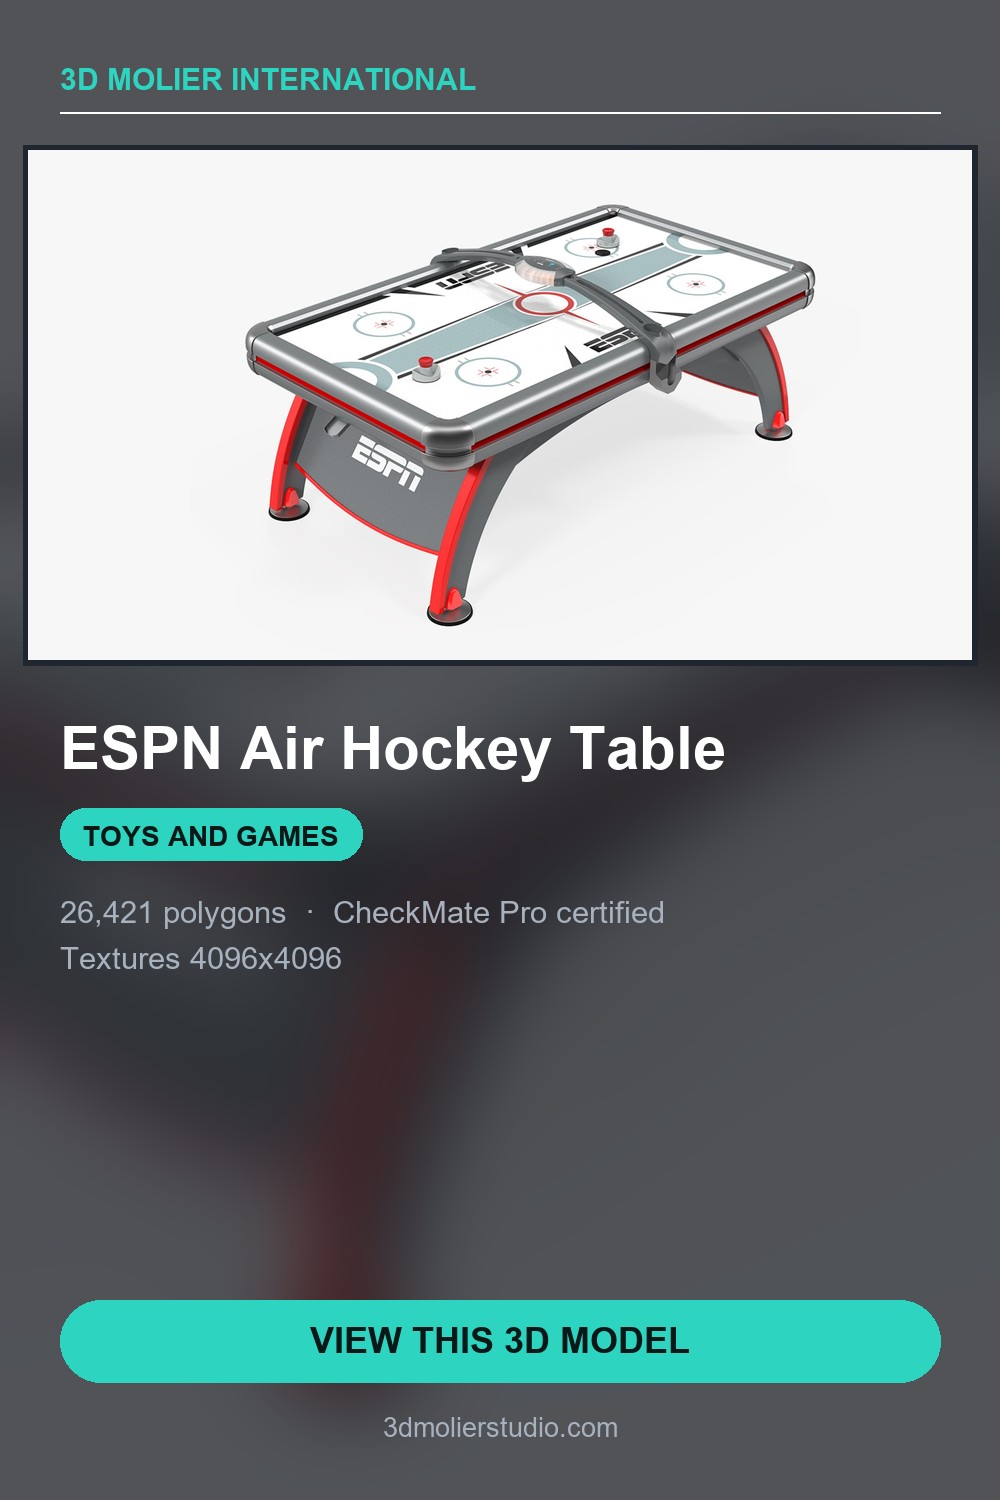 3D MOLIER INTERNATIONAL
ESPN
ESPN
ESPN
ESPN Air Hockey Table
TOYS AND GAMES
26,421 polygons · CheckMate Pro certified
Textures 4096x4096
VIEW THIS 3D MODEL
3dmolierstudio.com